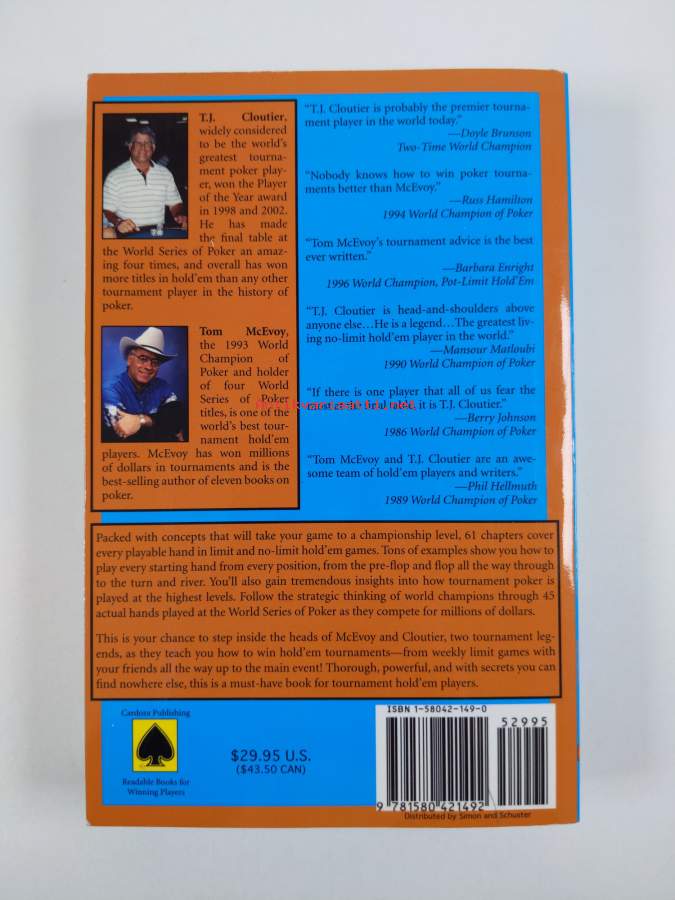 T.J. Cloutier,
widely considered
to be the world's
greatest tourna-
ment poker play-
er, won the Player
of the Year award
in 1998 and 2002.
He has made
the final table at
the World Series of Poker an amaz-
ing four times, and overall has won
more titles in hold'em than any other
tournament player in the history of
poker.
Tom McEvoy,
the 1993 World
Champion of
Poker and holder
of four World
Series of Poker
titles, is one of the
world's best tour-
nament hold'em
players. McEvoy has won millions
of dollars in tournaments and is the
best-selling author of eleven books on
poker.
"T.J. Cloutier is probably the premier tourna-
ment player in the world today."
—Doyle Brunson
Two-Time World Champion
"Nobody knows how to win poker tourna-
ments better than McEvoy."
—Russ Hamilton
1994 World Champion of Poker
"Tom McEvoy's tournament advice is the best
ever written."
—Barbara Enright
1996 World Champion, Pot-Limit Hold'Em
"T.J. Cloutier is head-and-shoulders above
anyone else...He is a legend...The greatest liv-
ing no-limit hold'em player in the world."
—Mansour Matloubi
1990 World Champion of Poker
"If there is one player that all of us fear the
most at the final table, it is T.J. Cloutier."
—Berry Johnson
1986 World Champion of Poker
"Tom McEvoy and T.J. Cloutier are an awe-
some team of hold'em players and writers."
—Phil Hellmuth
1989 World Champion of Poker
Packed with concepts that will take your game to a championship level, 61 chapters cover
every playable hand in limit and no-limit hold'em games. Tons of examples show you how to
play every starting hand from every position, from the pre-flop and flop all the way through
to the turn and river. You'll also gain tremendous insights into how tournament poker is
played at the highest levels. Follow the strategic thinking of world champions through 45
actual hands played at the World Series of Poker as they compete for millions of dollars.
This is your chance to step inside the heads of McEvoy and Cloutier, two tournament leg-
ends, as they teach you how to win hold'em tournaments—from weekly limit games with
your friends all the way up to the main event! Thorough, powerful, and with secrets you can
find nowhere else, this is a must-have book for tournament hold'em players.
Cardoza Publishing
Readable Books for
Winning Players
$29.95 U.S.
($43.50 CAN)
ISBN 1-58042-149-0
52995
9 781580 421492
Distributed by Simon and Schuster